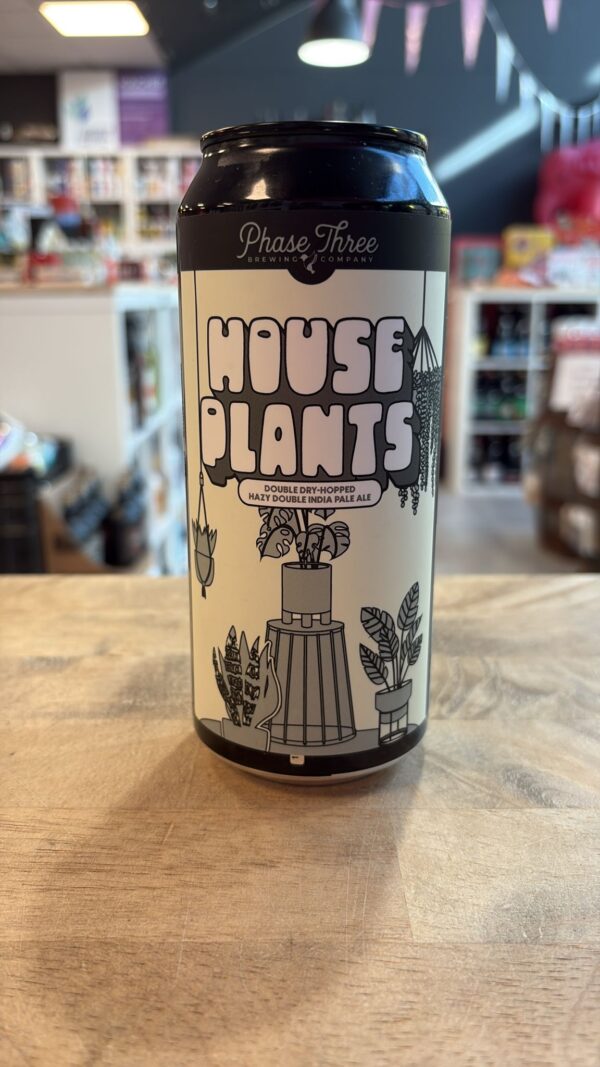 Phase Three
BREWING COMPANY
HOUSE
PLANTS
DOUBLE DRY-HOPPED
HAZY DOUBLE INDIA PALE ALE